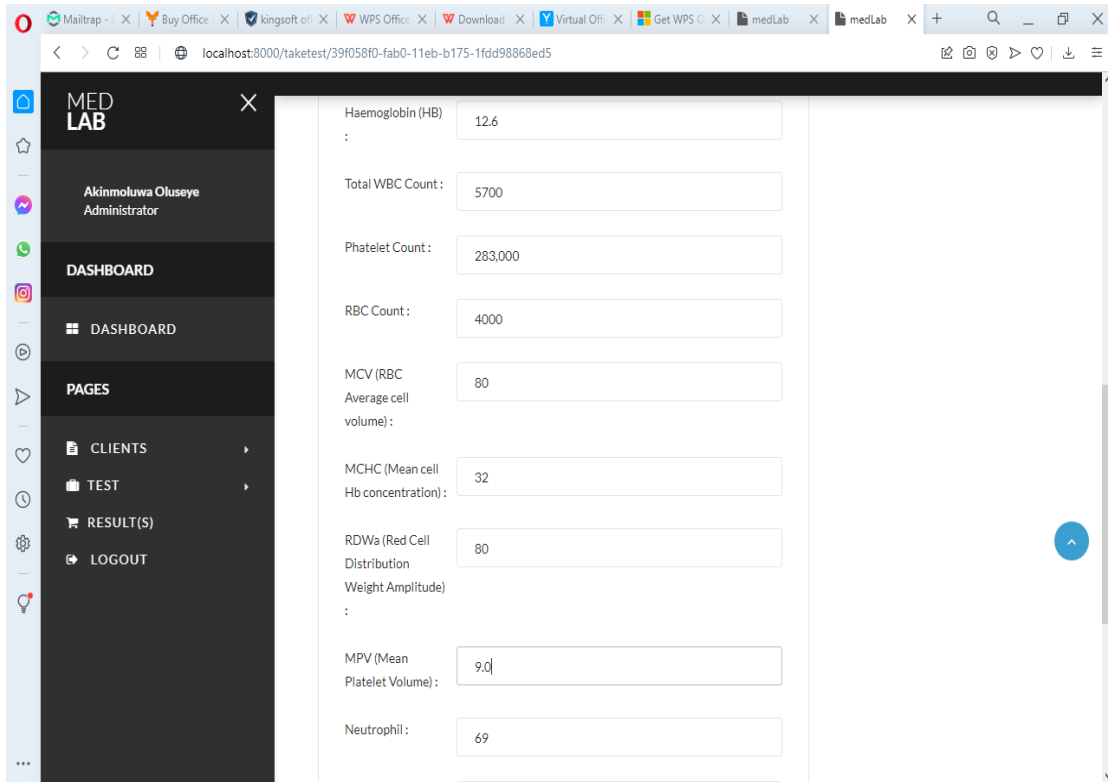 Mailtrap - S
Buy Office
kingsoft off
WPS Office
Download
Virtual Offi
Get WPS O
medLab
medLab
localhost:8000/taketest/39f058f0-fab0-11eb-b175-1fdd98868ed5
MED
LAB
Akinmoluwa Oluseye
Administrator
DASHBOARD
DASHBOARD
PAGES
CLIENTS
TEST
RESULT(S)
LOGOUT
Haemoglobin (HB)
:
12.6
Total WBC Count :
5700
Phatelet Count :
283,000
RBC Count :
4000
MCV (RBC
Average cell
volume) :
80
MCHC (Mean cell
Hb concentration) :
32
RDWa (Red Cell
Distribution
Weight Amplitude)
:
80
MPV (Mean
Platelet Volume) :
9.0
Neutrophil :
69